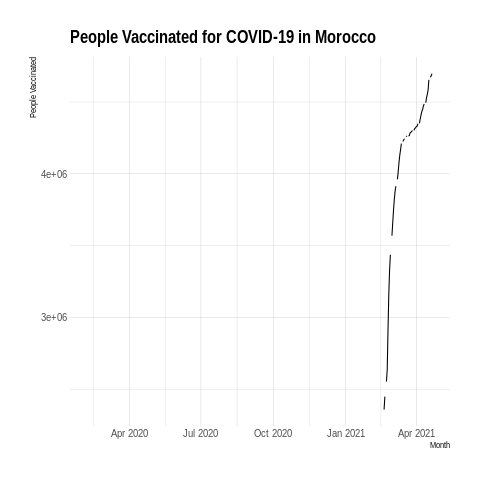 People Vaccinated for COVID-19 in Morocco
People Vaccinated
4e+06
3e+06
Apr 2020 Jul 2020 Oct 2020 Jan 2021 Apr 2021
Month